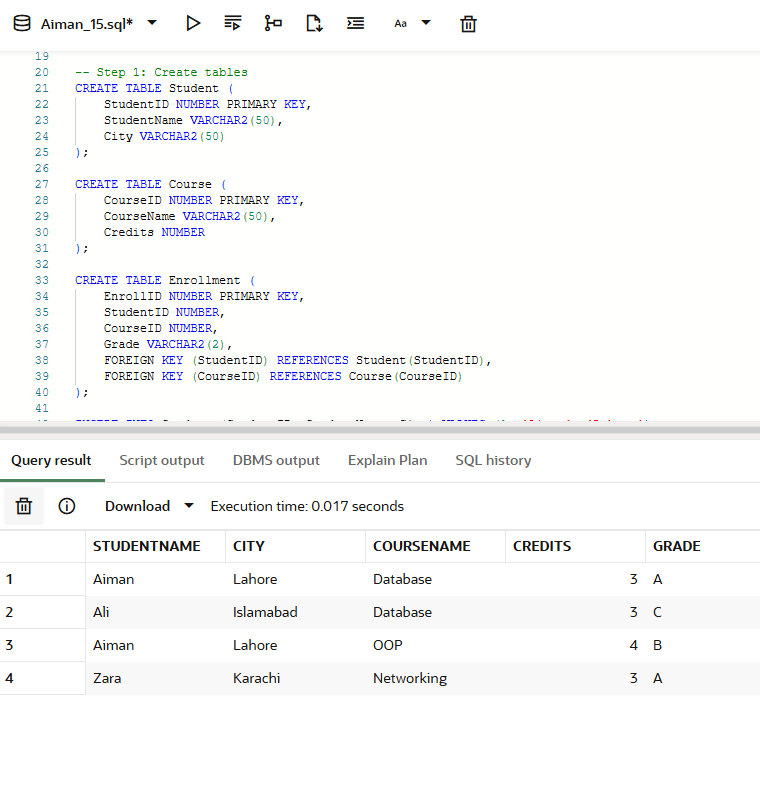 Aiman_15.sql*
Aa
19
20 -- Step 1: Create tables
21 CREATE TABLE Student (
22 StudentID NUMBER PRIMARY KEY,
23 StudentName VARCHAR2(50),
24 City VARCHAR2(50)
25 );
26
27 CREATE TABLE Course (
28 CourseID NUMBER PRIMARY KEY,
29 CourseName VARCHAR2(50),
30 Credits NUMBER
31 );
32
33 CREATE TABLE Enrollment (
34 EnrollID NUMBER PRIMARY KEY,
35 StudentID NUMBER,
36 CourseID NUMBER,
37 Grade VARCHAR2(2),
38 FOREIGN KEY (StudentID) REFERENCES Student(StudentID),
39 FOREIGN KEY (CourseID) REFERENCES Course(CourseID)
40 );
41
Query result Script output DBMS output Explain Plan SQL history
Download Execution time: 0.017 seconds
STUDENTNAME CITY COURSENAME CREDITS GRADE
1 Aiman Lahore Database 3 A
2 Ali Islamabad Database 3 C
3 Aiman Lahore OOP 4 B
4 Zara Karachi Networking 3 A